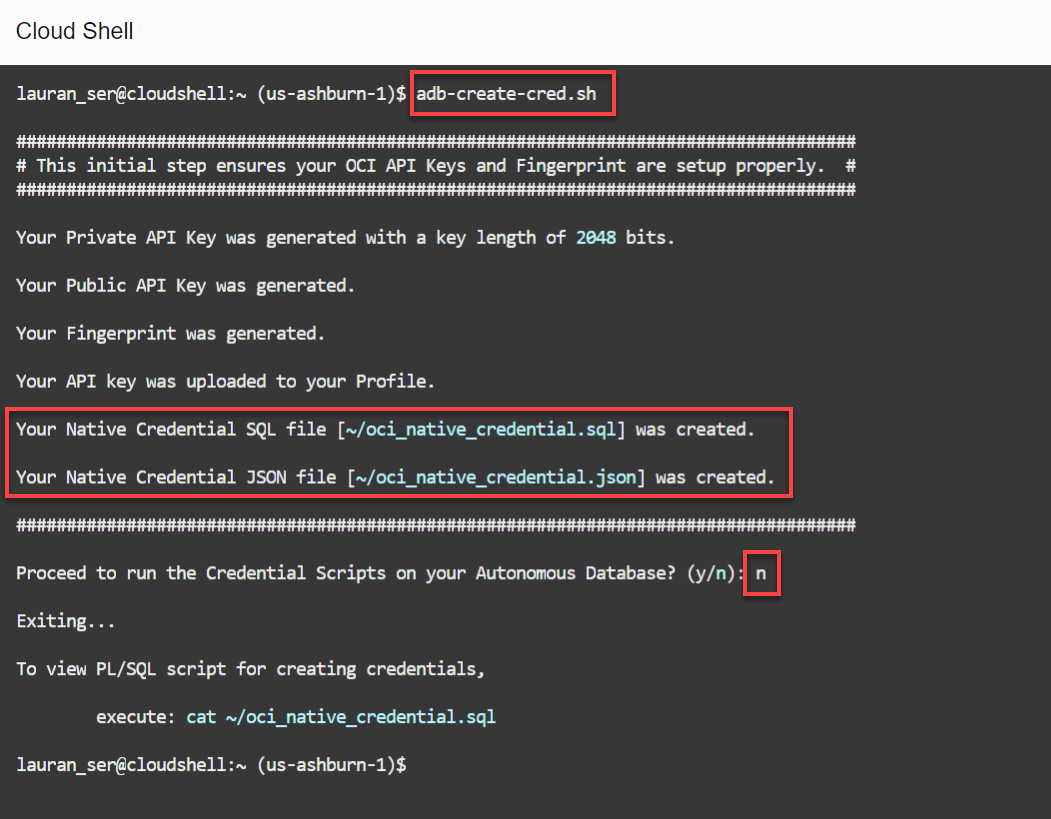 Cloud Shell
lauran_ser@cloudshell:~ (us-ashburn-1)$ adb-create-cred.sh
####################################################################################
# This initial step ensures your OCI API Keys and Fingerprint are setup properly.  #
####################################################################################
Your Private API Key was generated with a key length of 2048 bits.
Your Public API Key was generated.
Your Fingerprint was generated.
Your API key was uploaded to your Profile.
Your Native Credential SQL file [~/oci_native_credential.sql] was created.
Your Native Credential JSON file [~/oci_native_credential.json] was created.
####################################################################################
Proceed to run the Credential Scripts on your Autonomous Database? (y/n): n
Exiting...
To view PL/SQL script for creating credentials,
execute: cat ~/oci_native_credential.sql
lauran_ser@cloudshell:~ (us-ashburn-1)$